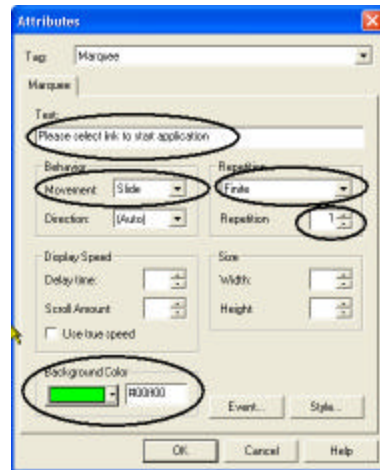 Attributes
Tag: Marquee
Marquee
Text:
Please select link to start application
Behavior Repetition
Movement: Slide Finite
Direction: (Auto) Repetition 1
Display Speed Size
Delay time: Width:
Scroll Amount Height
Use true speed
Background Color
Event... Style...
OK Cancel Help